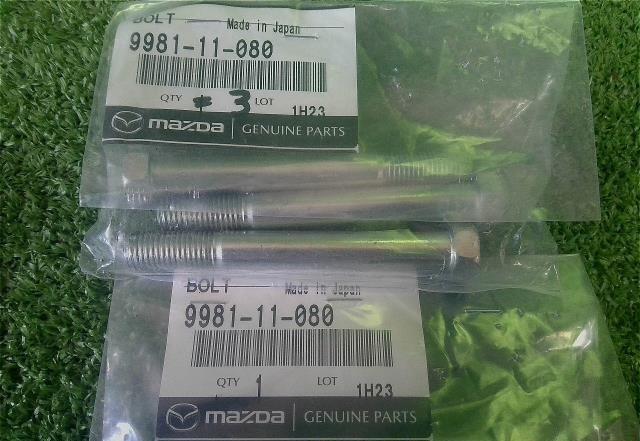 BOLT Made in Japan
9981-11-080
QTY 3 LOT 1H23
mazda GENUINE PARTS
BOLT Made in Japan
9981-11-080
QTY 1 LOT 1H23
mazda GENUINE PARTS